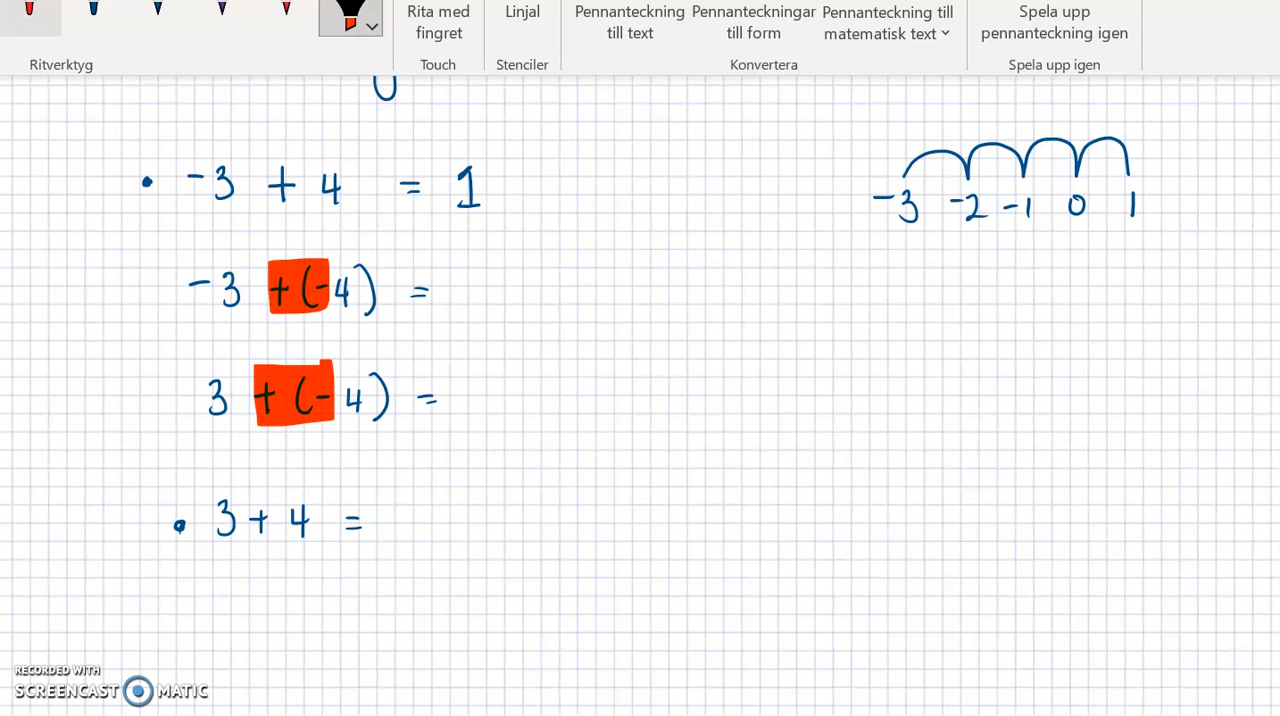 Rita med fingret
Linjal
Pennanteckning till text
Pennanteckningar till form
Pennanteckning till matematisk text
Spela upp pennanteckning igen
Ritverktyg
Touch
Stenciler
Konvertera
Spela upp igen
• -3 + 4 = 1
-3 -2 -1 0 1
-3 +(-4) =
3 +(-4) =
• 3 + 4 =
RECORDED WITH
SCREENCAST MATIC